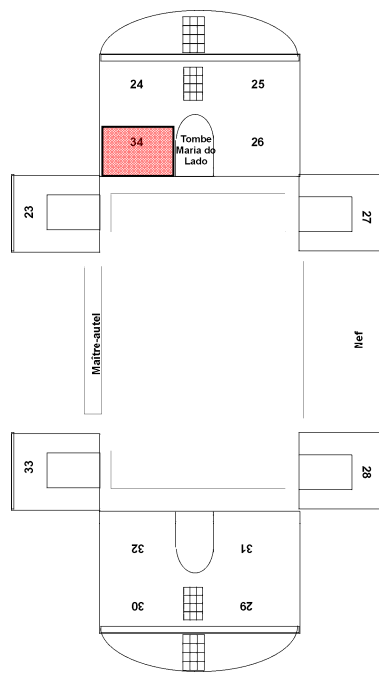 24 25
34 Tombe 26
Maria do
Lado
23 27
Maître-autel Nef
33 28
32 31
30 29